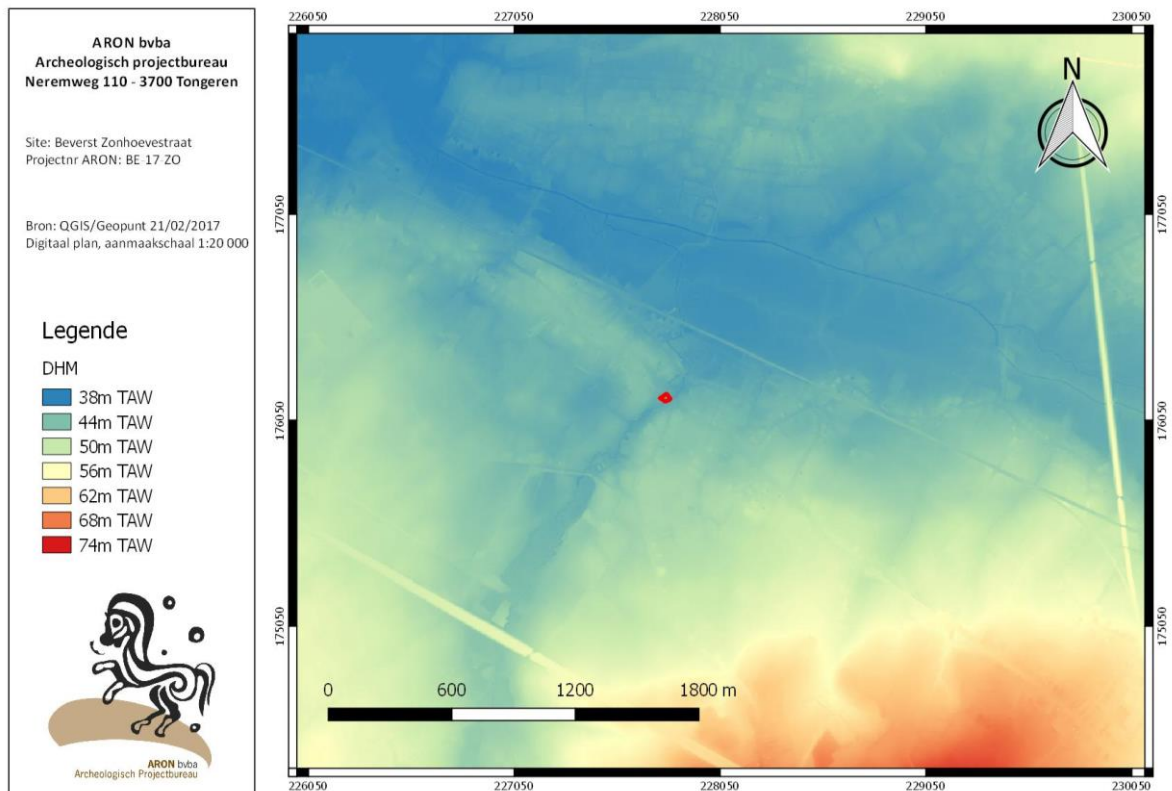 ARON bvba
Archeologisch projectbureau
Neremweg 110 - 3700 Tongeren
Site: Beverst Zonhoevestraat
Projectnr ARON: BE 17 ZO
Bron: QGIS/Geopunt 21/02/2017
Digitaal plan, aanmaakschaal 1:20 000
Legende
DHM
38m TAW
44m TAW
50m TAW
56m TAW
62m TAW
68m TAW
74m TAW
ARON bvba
Archeologisch Projectbureau
226050 227050 228050 229050 230050
N
177050 177050
176050 176050
175050 175050
0 600 1200 1800 m
226050 227050 228050 229050 230050